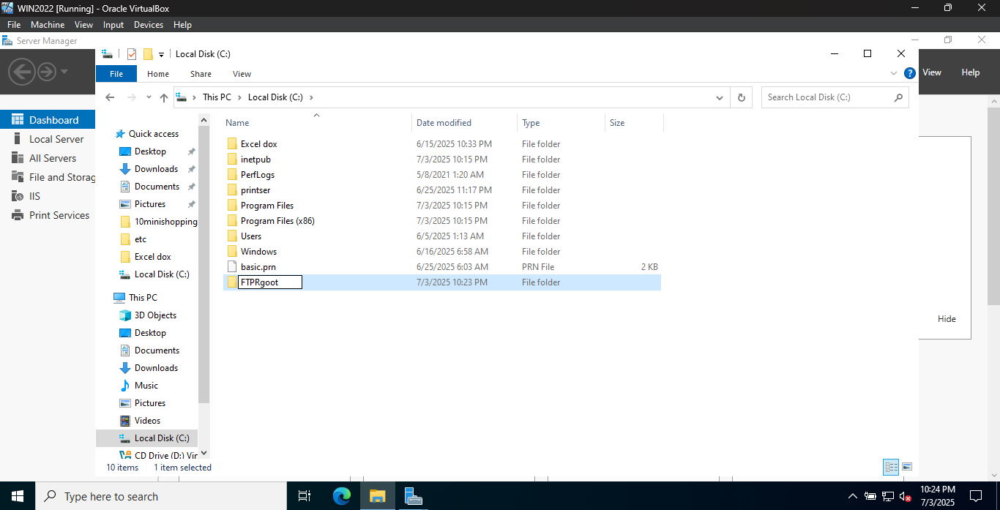 WIN2022 [Running] - Oracle VirtualBox
File Machine View Input Devices Help
Server Manager
Local Disk (C:)
File Home Share View
View Help
This PC > Local Disk (C:) >
Search Local Disk (C:)
Dashboard
Local Server
All Servers
File and Storag
IIS
Print Services
Quick access
Desktop
Downloads
Documents
Pictures
10minishopping
etc
Excel dox
Local Disk (C:)
This PC
3D Objects
Desktop
Documents
Downloads
Music
Pictures
Videos
Local Disk (C:)
CD Drive (D:) Vir
Name Date modified Type Size
Excel dox 6/15/2025 10:33 PM File folder
inetpub 7/3/2025 10:15 PM File folder
PerfLogs 5/8/2021 1:20 AM File folder
printser 6/25/2025 11:17 PM File folder
Program Files 7/3/2025 10:15 PM File folder
Program Files (x86) 7/3/2025 10:15 PM File folder
Users 6/5/2025 1:13 AM File folder
Windows 6/16/2025 6:58 AM File folder
basic.prn 6/25/2025 6:03 AM PRN File 2 KB
FTPRgoot 7/3/2025 10:23 PM File folder
Hide
10 items 1 item selected
Type here to search
10:24 PM
7/3/2025